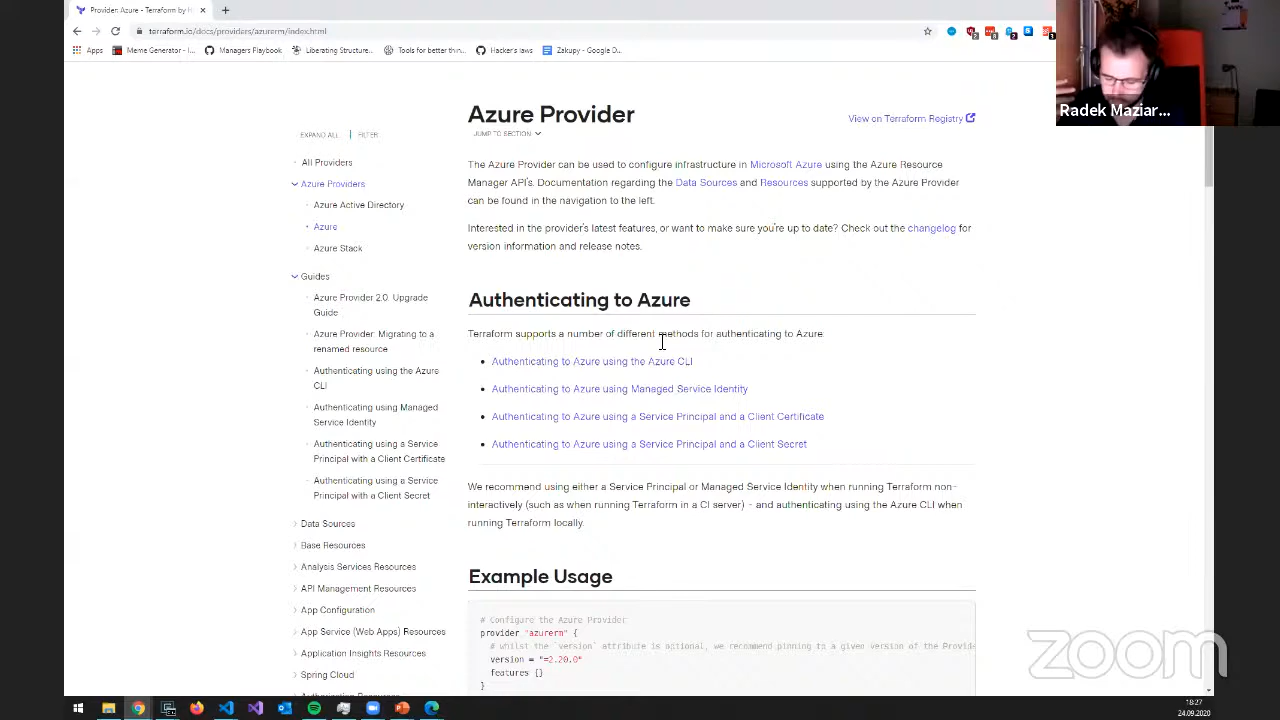 Provider: Azure - Terraform by H
terraform.io/docs/providers/azurerm/index.html
Apps
Meme Generator - I...
Managers Playbook
Liberating Structure...
Tools for better thin...
Hacker's laws
Zakupy - Google D...
Radek Maziar...
EXPAND ALL
FILTER
All Providers
Azure Providers
Azure Active Directory
Azure
Azure Stack
Guides
Azure Provider 2.0. Upgrade
Guide
Azure Provider: Migrating to a
renamed resource
Authenticating using the Azure
CLI
Authenticating using Managed
Service Identity
Authenticating using a Service
Principal with a Client Certificate
Authenticating using a Service
Principal with a Client Secret
Data Sources
Base Resources
Analysis Services Resources
API Management Resources
App Configuration
App Service (Web Apps) Resources
Application Insights Resources
Spring Cloud
Authorization Resources
Azure Provider
JUMP TO SECTION
View on Terraform Registry
The Azure Provider can be used to configure infrastructure in Microsoft Azure using the Azure Resource
Manager API's. Documentation regarding the Data Sources and Resources supported by the Azure Provider
can be found in the navigation to the left.
Interested in the provider's latest features, or want to make sure you're up to date? Check out the changelog for
version information and release notes.
Authenticating to Azure
Terraform supports a number of different methods for authenticating to Azure:
Authenticating to Azure using the Azure CLI
Authenticating to Azure using Managed Service Identity
Authenticating to Azure using a Service Principal and a Client Certificate
Authenticating to Azure using a Service Principal and a Client Secret
We recommend using either a Service Principal or Managed Service Identity when running Terraform non-
interactively (such as when running Terraform in a CI server) - and authenticating using the Azure CLI when
running Terraform locally.
Example Usage
# Configure the Azure Provider
provider "azurerm" {
# whilst the `version` attribute is optional, we recommend pinning to a given version of the Provide
version = "=2.20.0"
features {}
}
zoom
18:27
24.09.2020